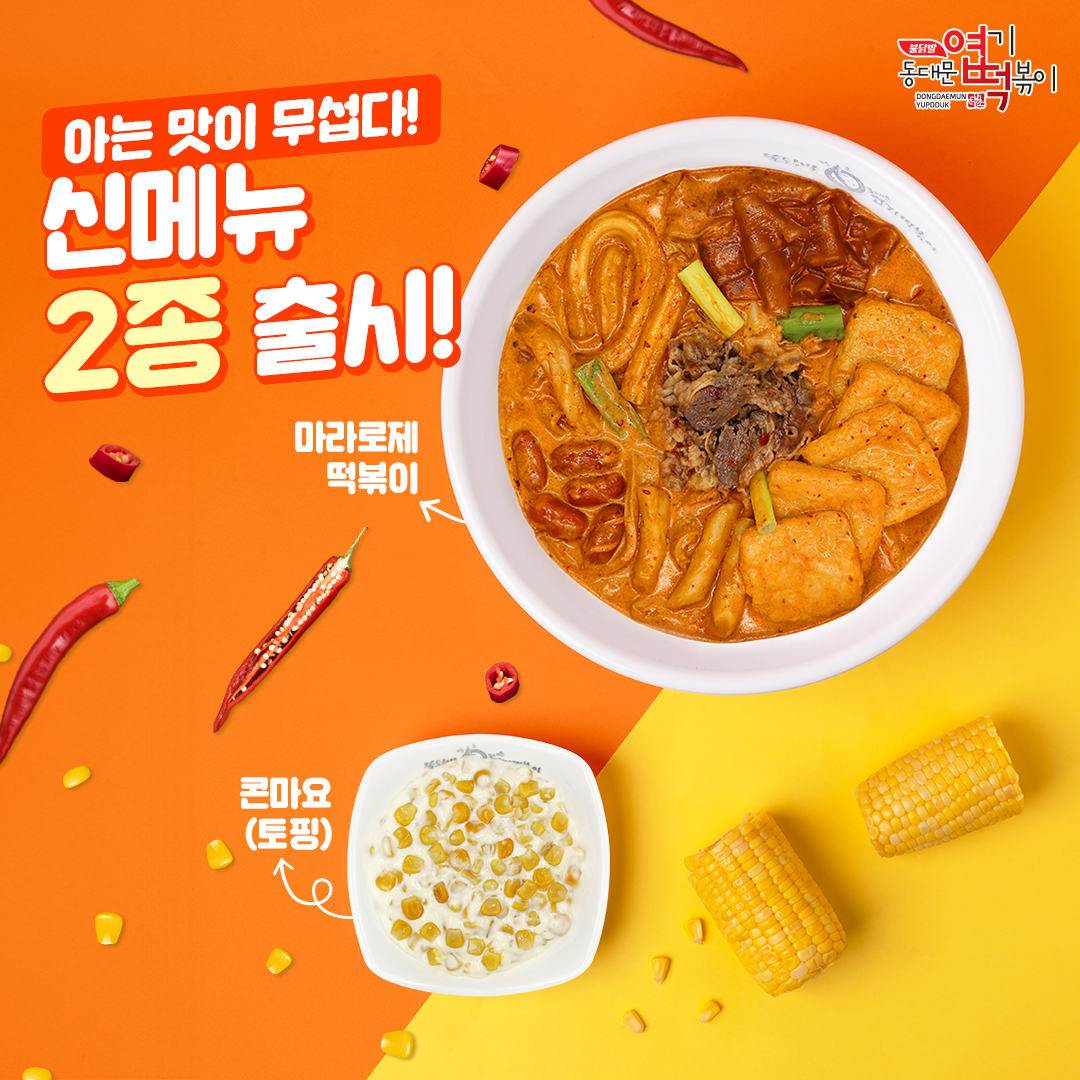 불닭발
동대문 엽기떡볶이
DONGDAEMUN
YUPDDUK
아는 맛이 무섭다!
신메뉴
2종 출시!
마라로제
떡볶이
콘마요
(토핑)